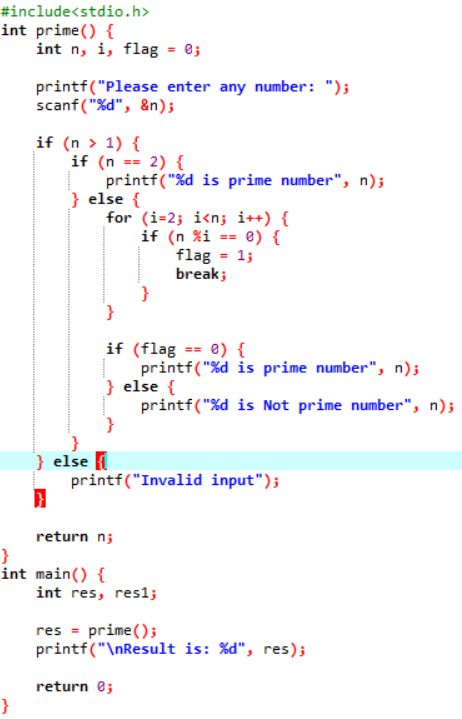 #include<stdio.h>
int prime() {
    int n, i, flag = 0;

    printf("Please enter any number: ");
    scanf("%d", &n);

    if (n > 1) {
        if (n == 2) {
            printf("%d is prime number", n);
        } else {
            for (i=2; i<n; i++) {
                if (n %i == 0) {
                    flag = 1;
                    break;
                }
            }

            if (flag == 0) {
                printf("%d is prime number", n);
            } else {
                printf("%d is Not prime number", n);
            }
        }
    } else {
        printf("Invalid input");
    }

    return n;
}
int main() {
    int res, res1;

    res = prime();
    printf("\nResult is: %d", res);

    return 0;
}